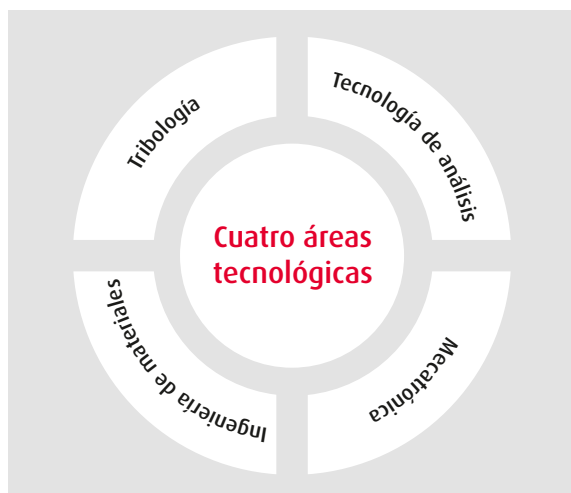 Tribología
Tecnología de análisis
Cuatro áreas
tecnológicas
Ingeniería de materiales
Mecatrónica